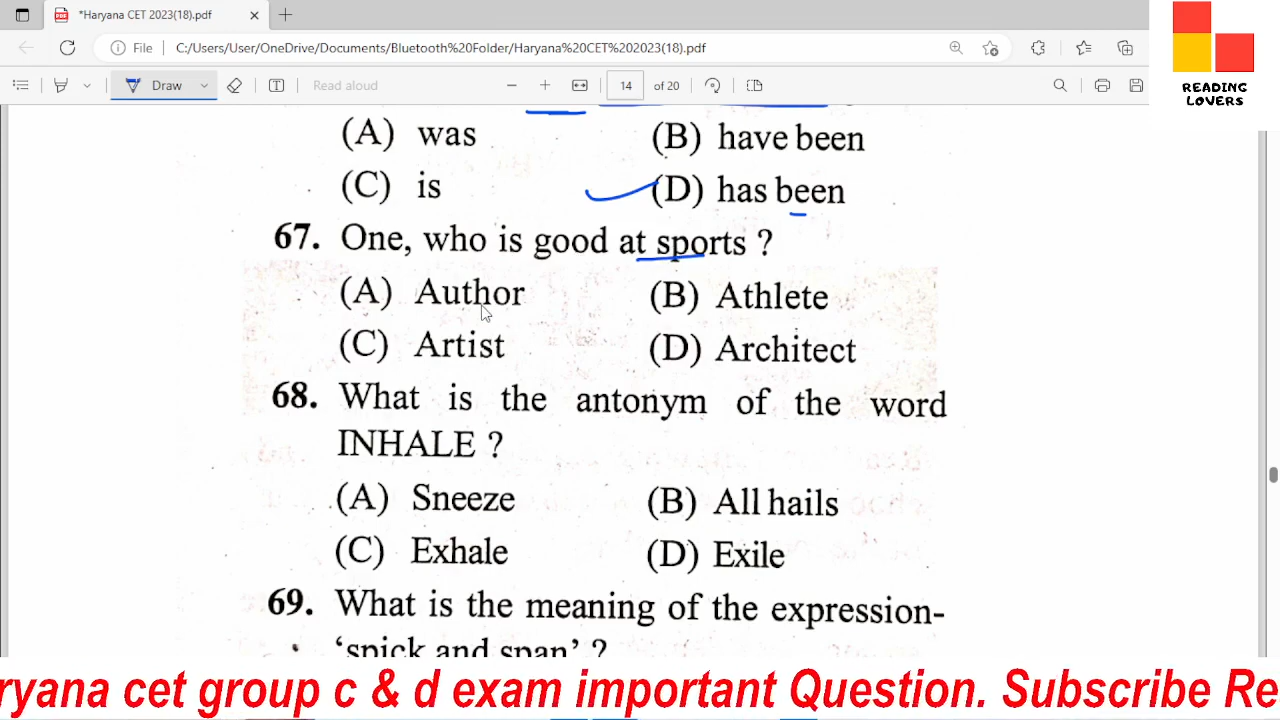 *Haryana CET 2023(18).pdf
File C:/Users/User/OneDrive/Documents/Bluetooth%20Folder/Haryana%20CET%202023(18).pdf
Draw Read aloud 14 of 20
READING
LOVERS
(A) was (B) have been
(C) is (D) has been
67. One, who is good at sports ?
(A) Author (B) Athlete
(C) Artist (D) Architect
68. What is the antonym of the word
INHALE ?
(A) Sneeze (B) All hails
(C) Exhale (D) Exile
69. What is the meaning of the expression-
'spick and span' ?
ryana cet group c & d exam important Question. Subscribe Re